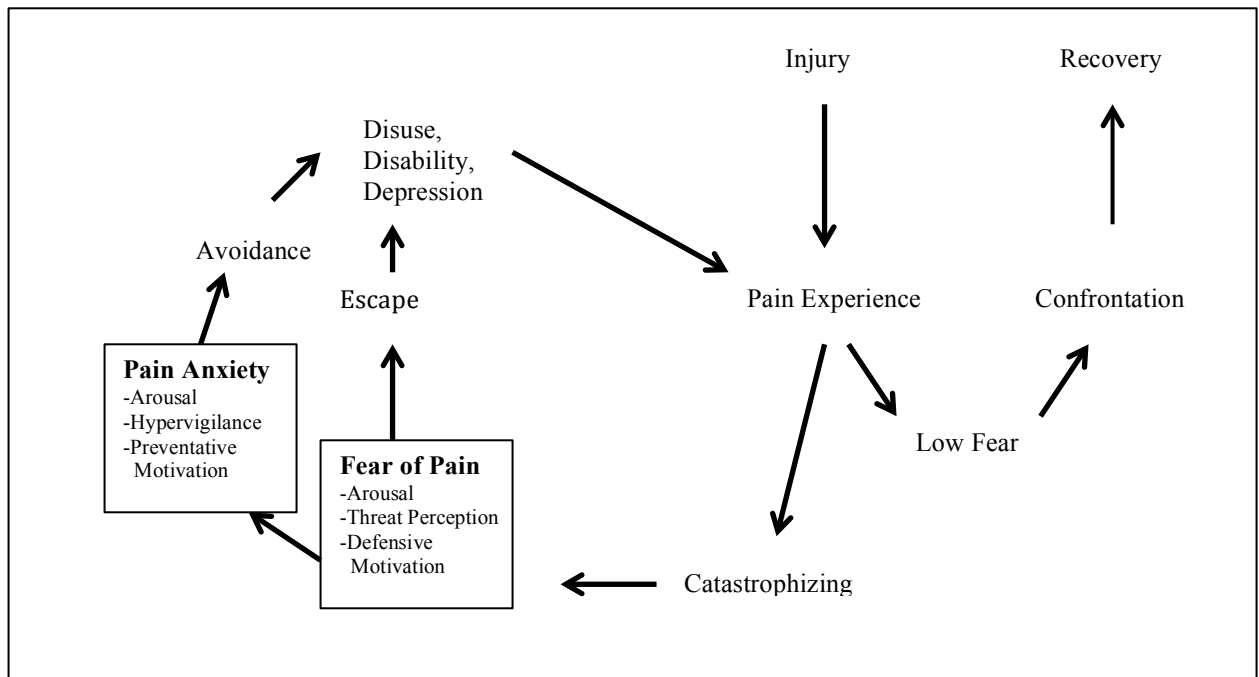 Injury
Recovery
Disuse,
Disability,
Depression
Avoidance
Escape
Pain Experience
Confrontation
Pain Anxiety
-Arousal
-Hypervigilance
-Preventative
Motivation
Low Fear
Fear of Pain
-Arousal
-Threat Perception
-Defensive
Motivation
Catastrophizing